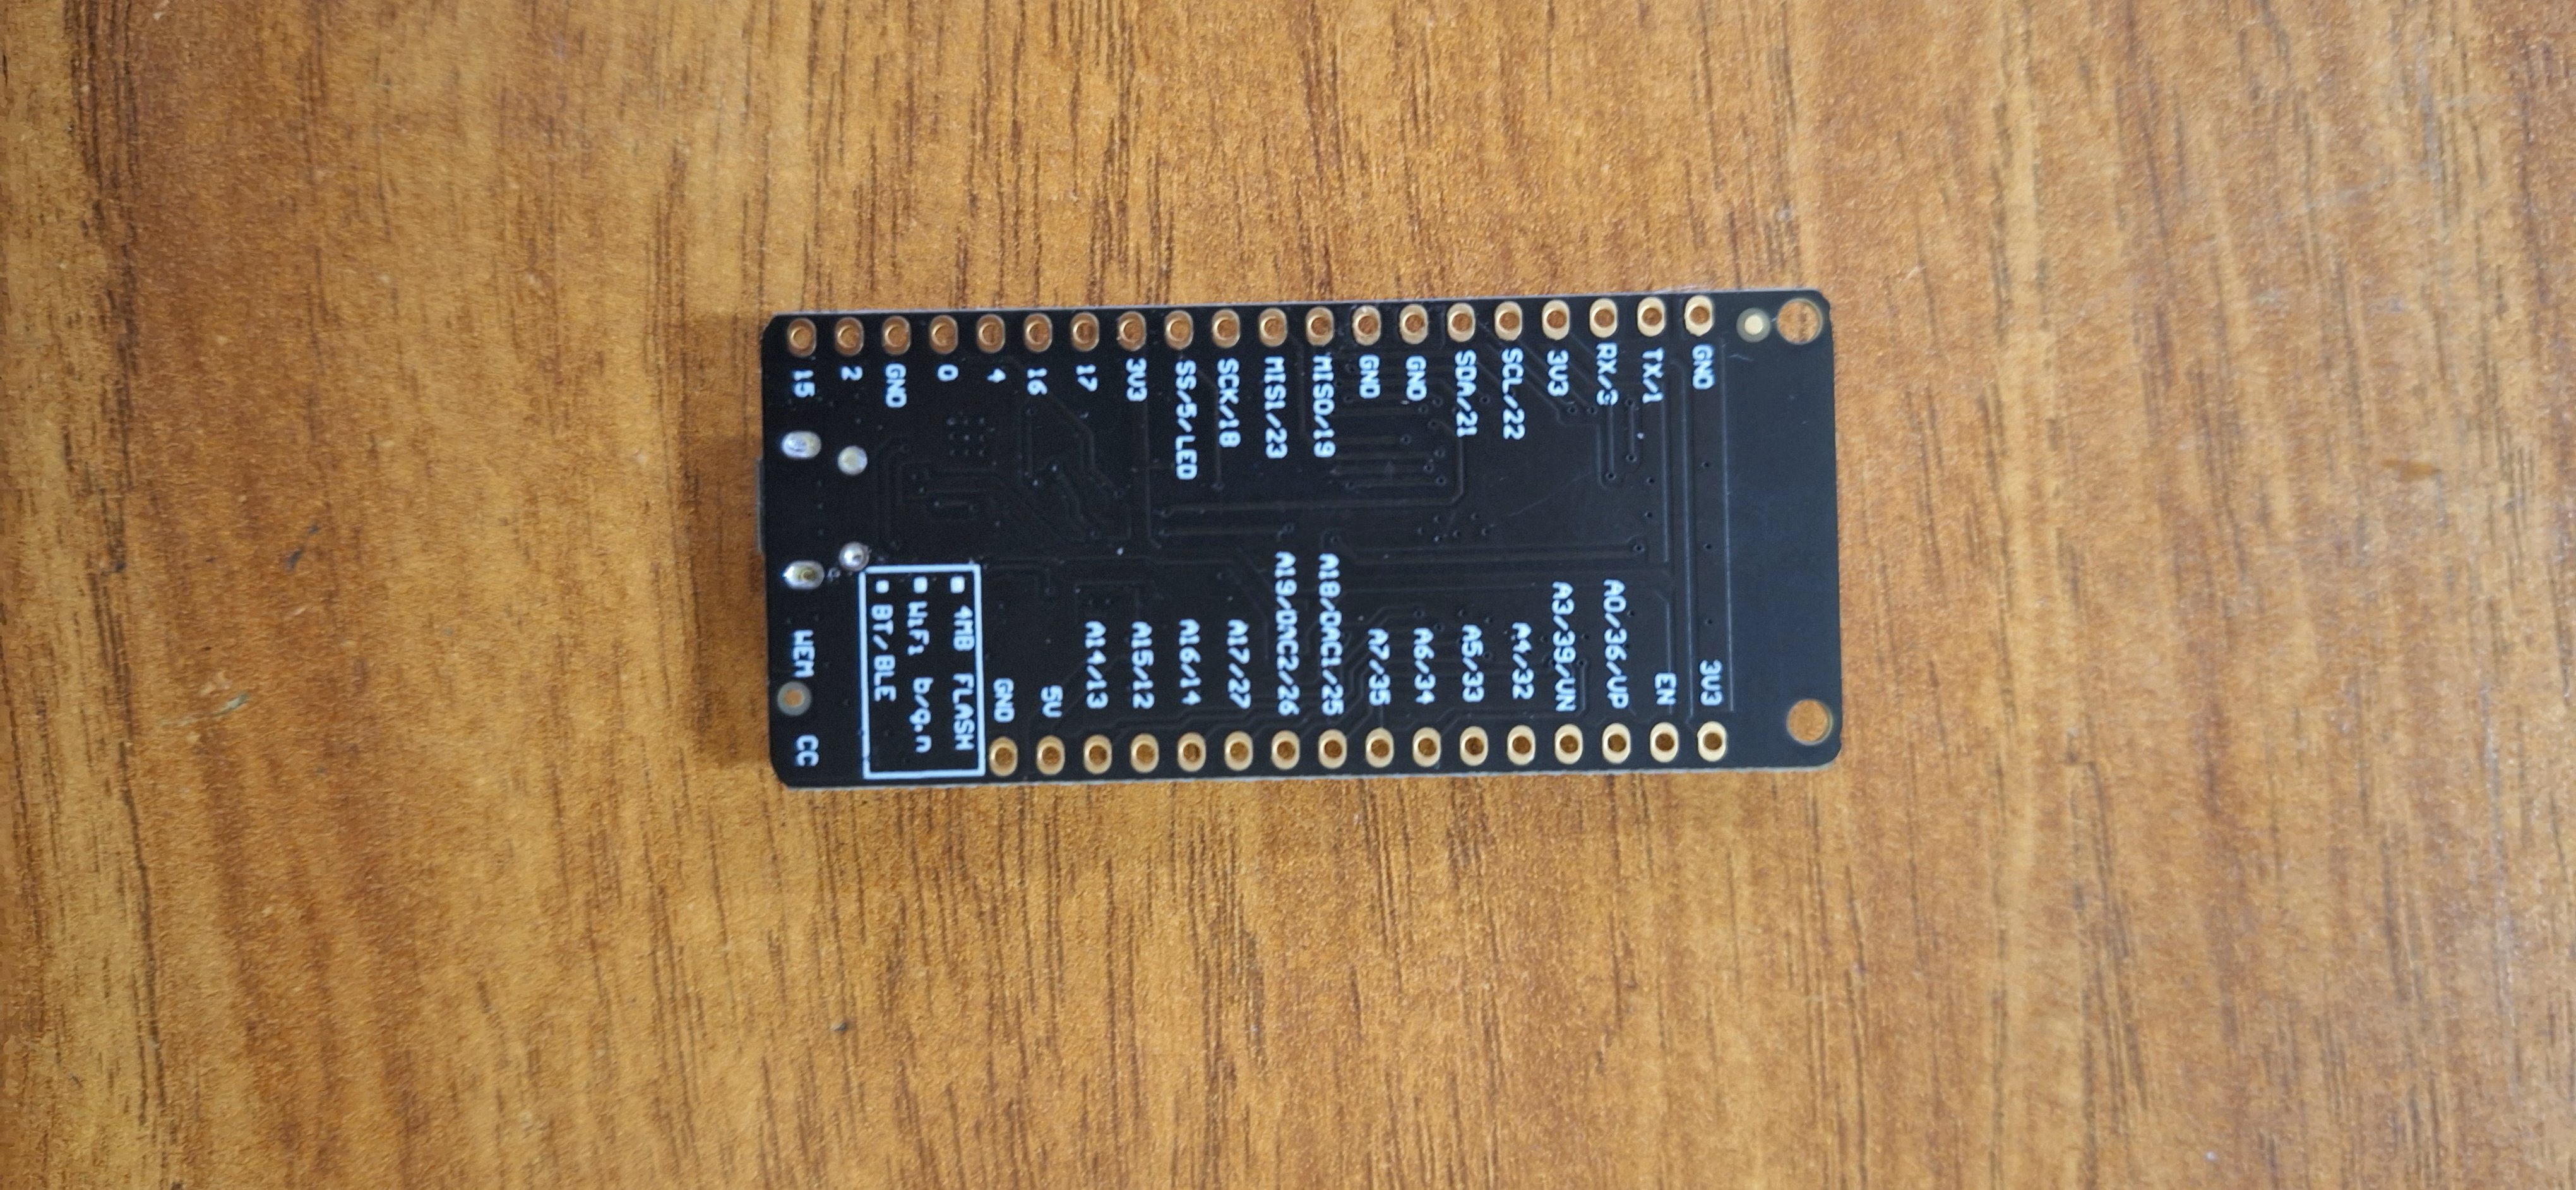 15
2
GND
0
4
16
17
3V3
SS/5/LED
SCK/18
MISI/23
MISO/19
GND
GND
SDA/21
SCL/22
3V3
RX/3
TX/1
GND
4MB FLASH
WiFi b/g.n
BT/BLE
WEM CC
GND
5V
A14/13
A15/12
A16/14
A17/27
A19/DAC2/26
A18/DAC1/25
A7/35
A6/34
A5/33
A4/32
A3/39/VN
A0/36/VP
EN
3V3